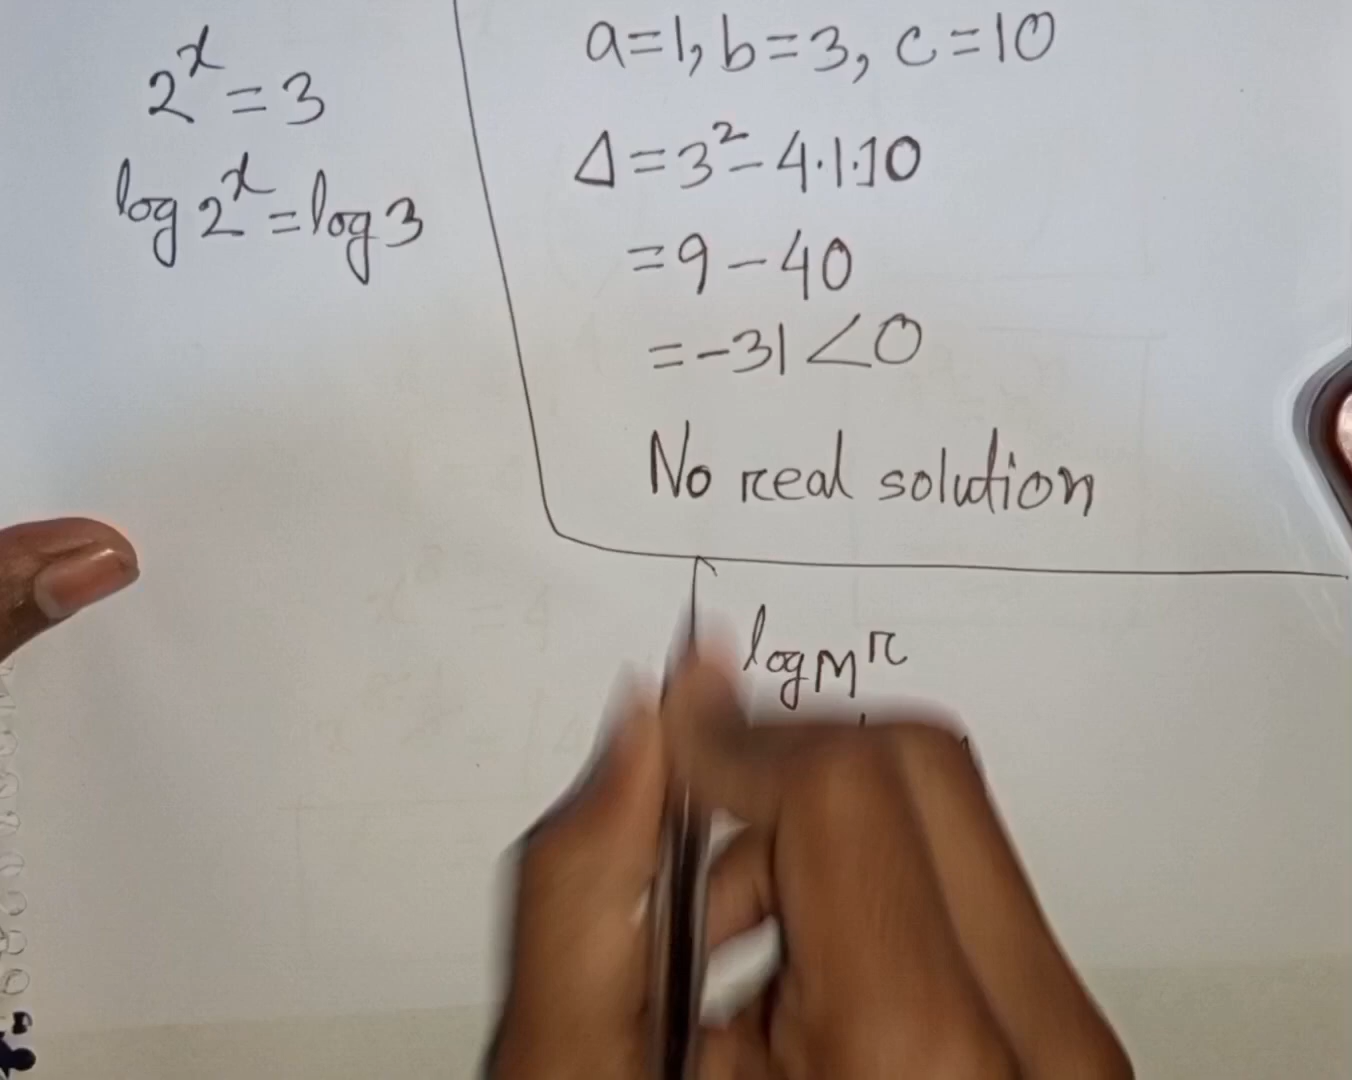 2^x = 3
log 2^x = log 3
a=1, b=3, c=10
Δ=3²-4·1·10
=9-40
=-31<0
No real solution
log M^r